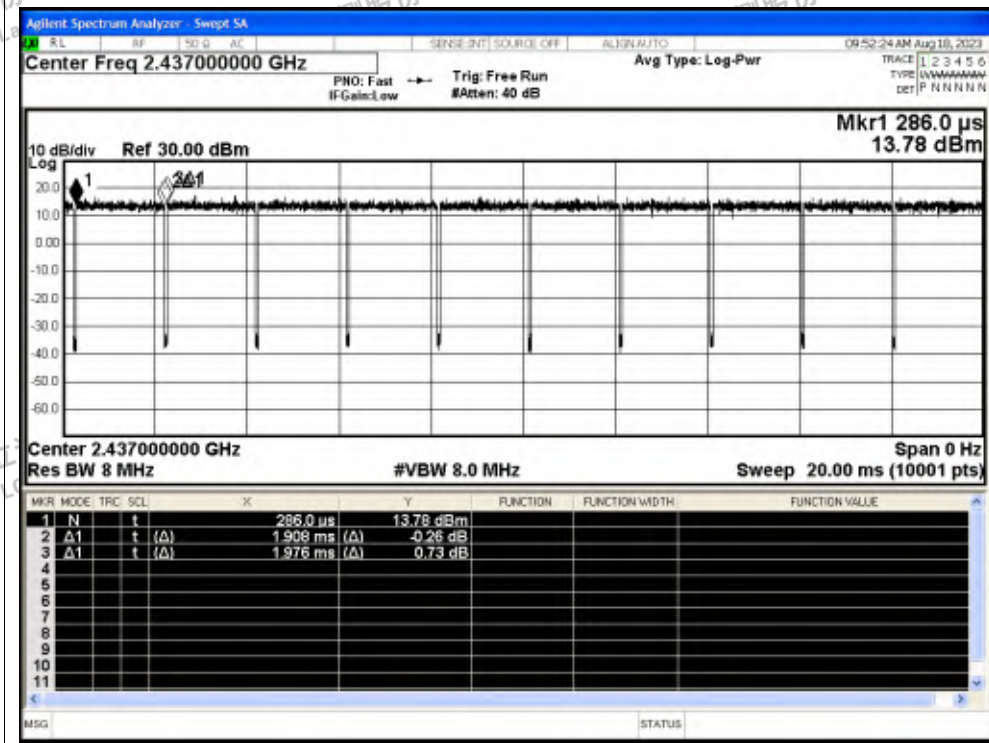 Agilent Spectrum Analyzer - Swept SA
RL RF 50 Ω AC SENSE:INT SOURCE OFF ALIGN AUTO 09:52:24 AM Aug 18, 2023
Center Freq 2.437000000 GHz
PNO: Fast
IFGain:Low
Trig: Free Run
#Atten: 40 dB
Avg Type: Log-Pwr
TRACE 1 2 3 4 5 6
TYPE
DET P N N N N N
Mkr1 286.0 µs
13.78 dBm
10 dB/div Ref 30.00 dBm
Log
1
20.0
10.0
0.00
-10.0
-20.0
-30.0
-40.0
-50.0
-60.0
Center 2.437000000 GHz Span 0 Hz
Res BW 8 MHz #VBW 8.0 MHz Sweep 20.00 ms (10001 pts)
MKR MODE TRC SCL X Y FUNCTION FUNCTION WIDTH FUNCTION VALUE
1 N t 286.0 µs 13.78 dBm
2 Δ1 t (Δ) 1.908 ms (Δ) -0.26 dB
3 Δ1 t (Δ) 1.976 ms (Δ) 0.73 dB
4
5
6
7
8
9
10
11
MSG STATUS